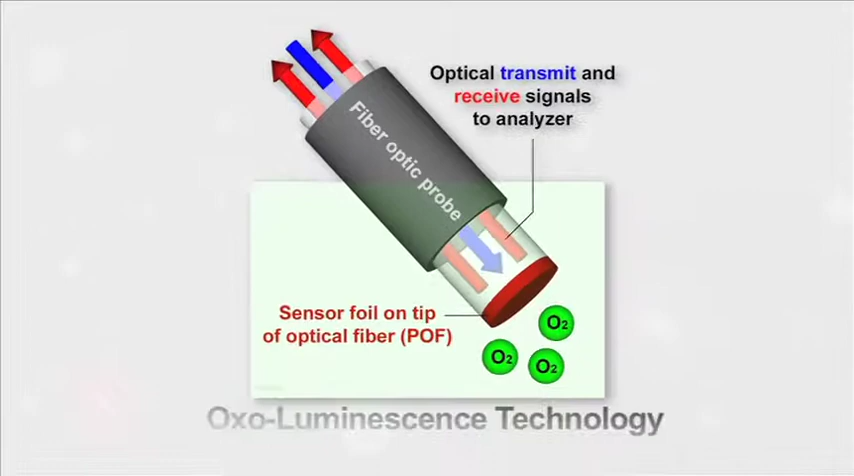 Optical transmit and
receive signals
to analyzer
Fiber optic probe
Sensor foil on tip
of optical fiber (POF)
O₂
O₂
O₂
Oxo-Luminescence Technology